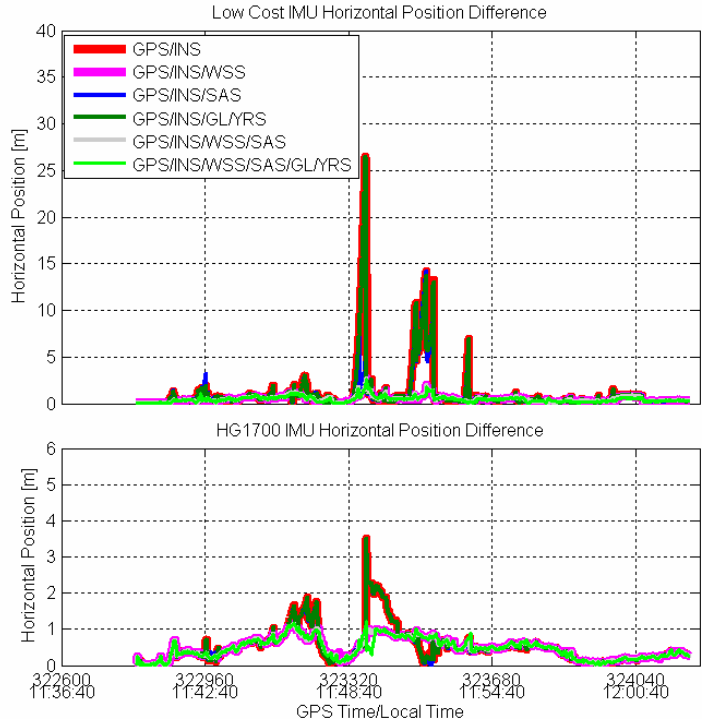 Low Cost IMU Horizontal Position Difference
40
35
30
25
20
15
10
5
0
Horizontal Position [m]
GPS/INS
GPS/INS/WSS
GPS/INS/SAS
GPS/INS/GL/YRS
GPS/INS/WSS/SAS
GPS/INS/WSS/SAS/GL/YRS
HG1700 IMU Horizontal Position Difference
6
5
4
3
2
1
0
Horizontal Position [m]
322600 322960 323320 323680 324040
11:36:40 11:42:40 11:48:40 11:54:40 12:00:40
GPS Time/Local Time